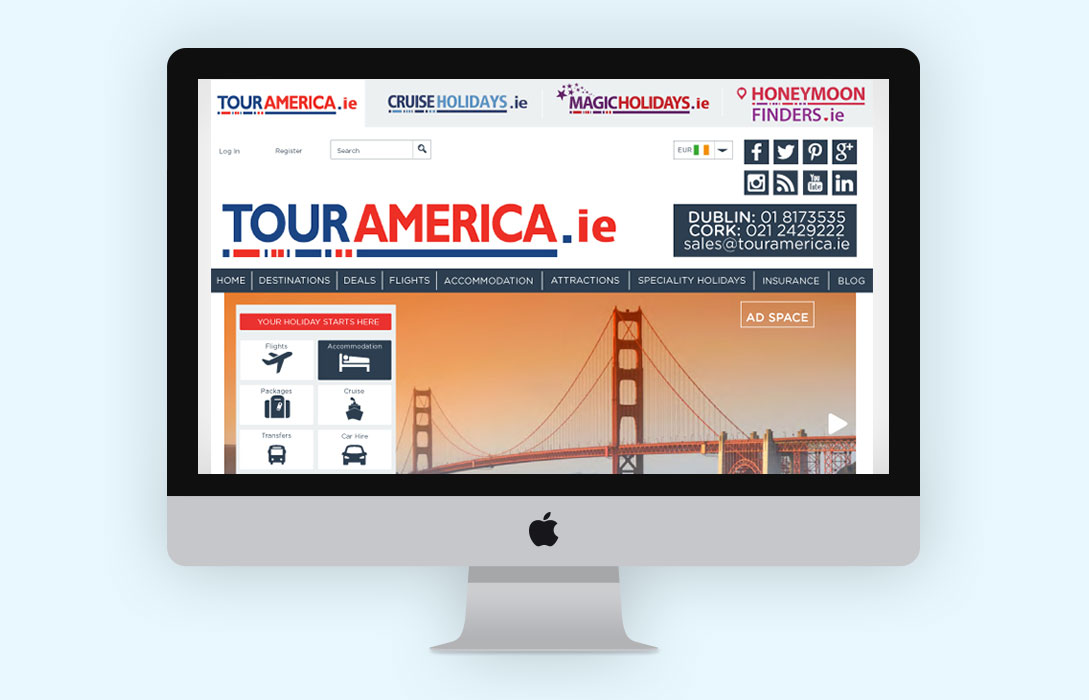 TOURAMERICA.ie
CRUISEHOLIDAYS.ie
MAGICHOLIDAYS.ie
HONEYMOON
FINDERS.ie
Log in
Register
Search
EUR
g+
You
Tube
in
TOURAMERICA.ie
DUBLIN: 01 8173535
CORK: 021 2429222
sales@touramerica.ie
HOME
DESTINATIONS
DEALS
FLIGHTS
ACCOMMODATION
ATTRACTIONS
SPECIALITY HOLIDAYS
INSURANCE
BLOG
YOUR HOLIDAY STARTS HERE
AD SPACE
Flights
Accommodation
Packages
Cruise
Transfers
Car Hire